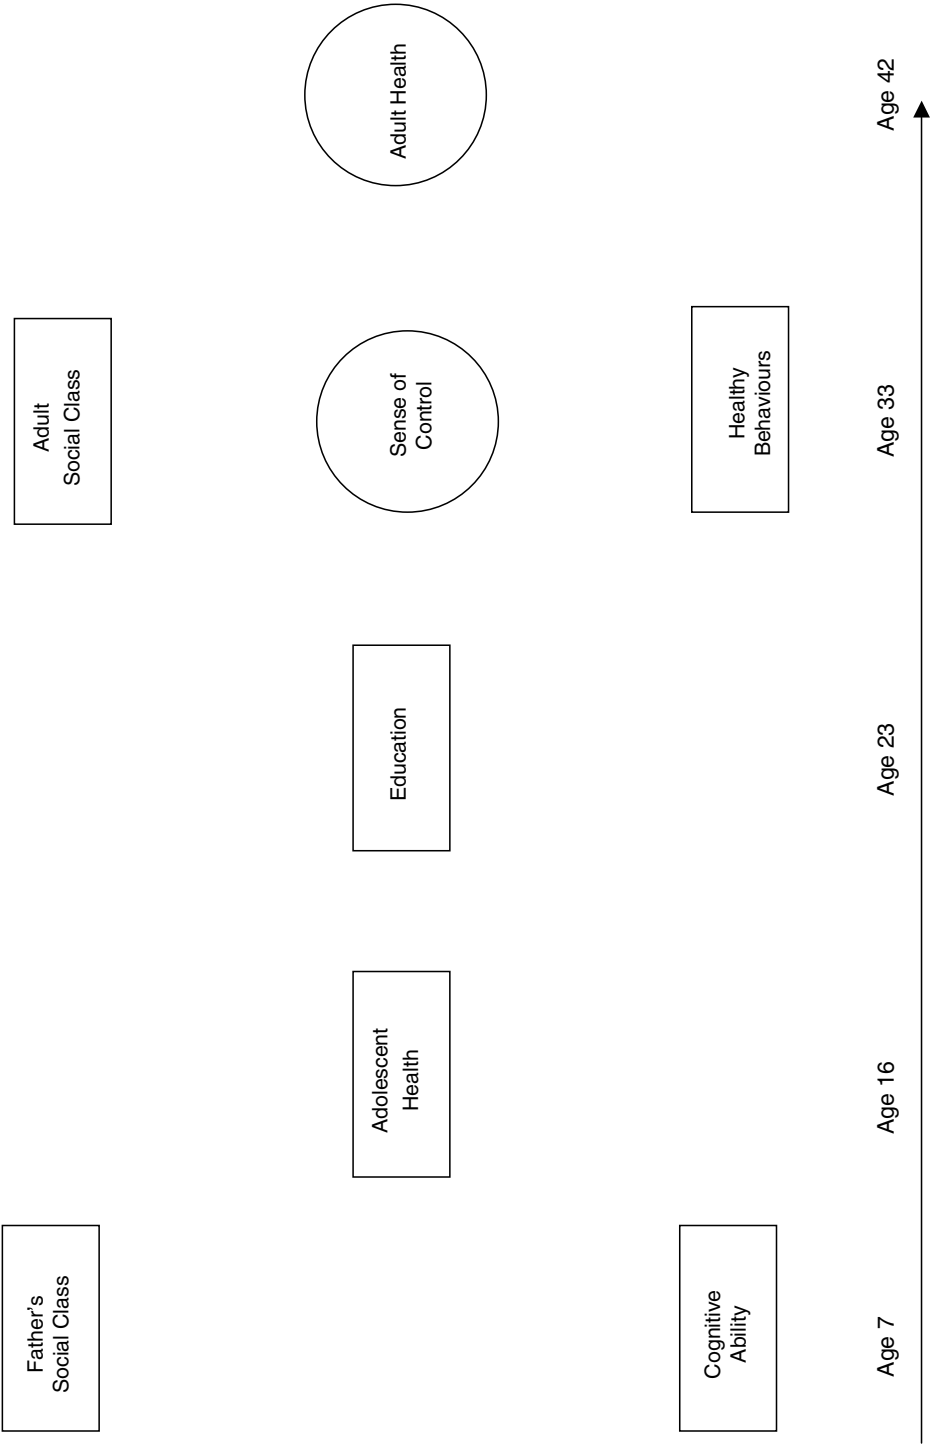 Father's
Social Class
Cognitive
Ability
Adolescent
Health
Education
Adult
Social Class
Sense of
Control
Healthy
Behaviours
Adult Health
Age 7
Age 16
Age 23
Age 33
Age 42